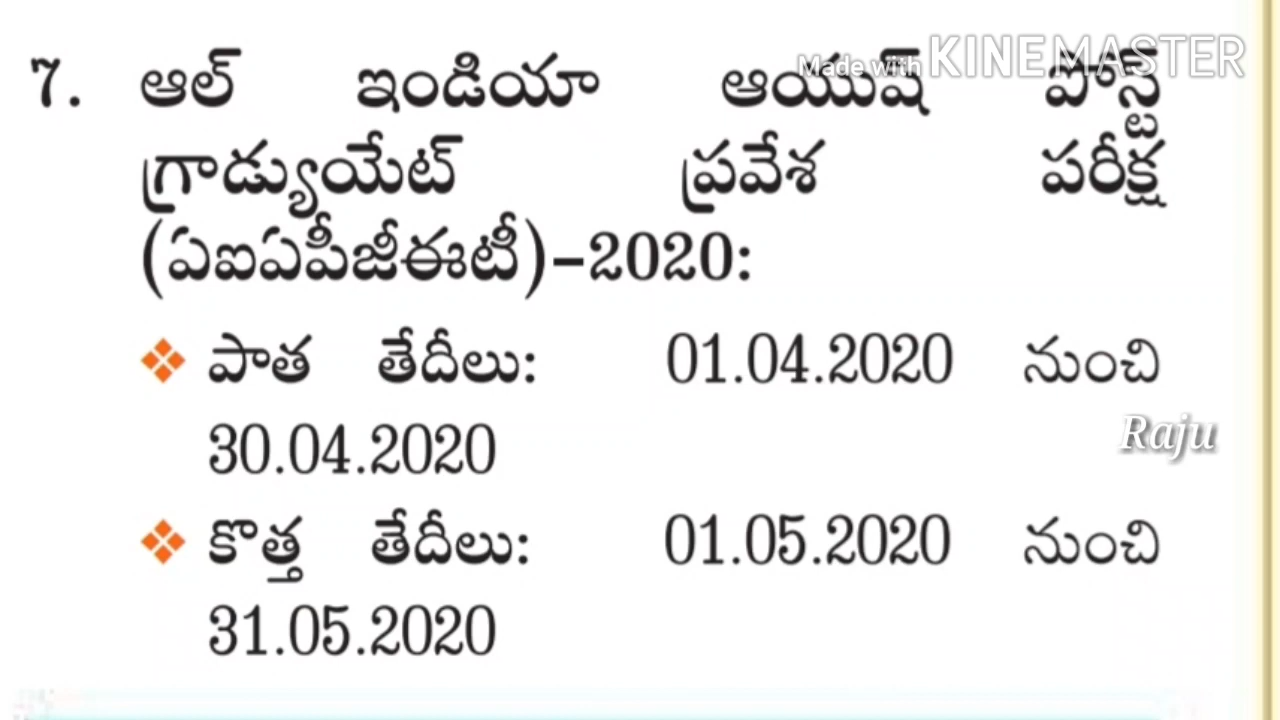 Made with KINEMASTER
7. ఆల్ ఇండియా ఆయుష్ పోస్ట్
గ్రాడ్యుయేట్ ప్రవేశ పరీక్ష
(ఏఐఏపీజీఈటీ)-2020:
❖ పాత తేదీలు: 01.04.2020 నుంచి
30.04.2020
Raju
❖ కొత్త తేదీలు: 01.05.2020 నుంచి
31.05.2020